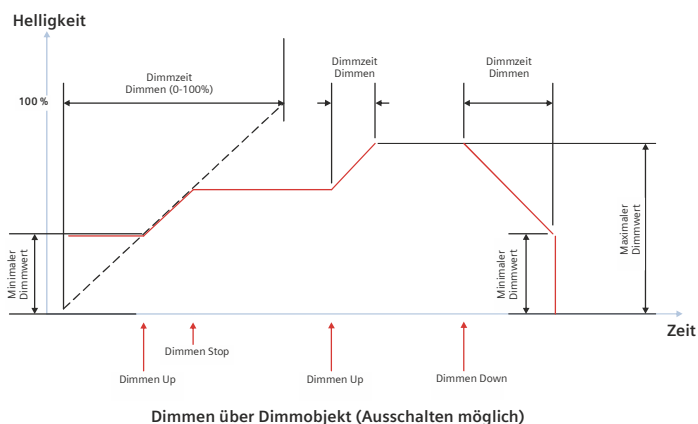 Helligkeit
Dimmzeit
Dimmen (0-100%)
Dimmzeit
Dimmen
Dimmzeit
Dimmen
100 %
Minimaler
Dimmwert
Minimaler
Dimmwert
Maximaler
Dimmwert
Zeit
Dimmen Stop
Dimmen Up
Dimmen Up
Dimmen Down
Dimmen über Dimmobjekt (Ausschalten möglich)